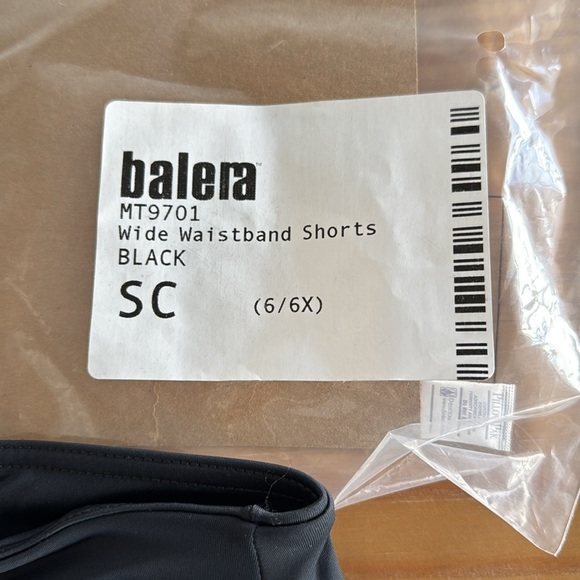 balera
MT9701
Wide Waistband Shorts
BLACK
SC (6/6X)